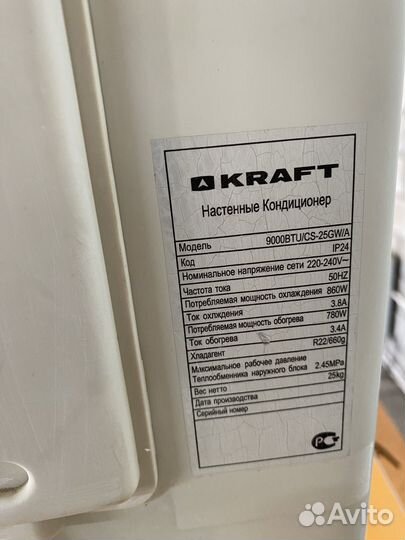 KRAFT
Настенные Кондиционер
Модель 9000BTU/CS-25GW/A
Код IP24
Номинальное напряжение сети 220-240V~
Частота тока 50HZ
Потребляемая мощность охлаждения 860W
Ток охлждения 3.8A
Потребляемая мощность обогрева 780W
Ток обогрева 3.4A
Хладагент R22/660g
Максимальное рабочее давление
Теплообменника наружного блока 2.45MPa
Вес нетто 25kg
Дата производства
Серийный номер
РС
Avito